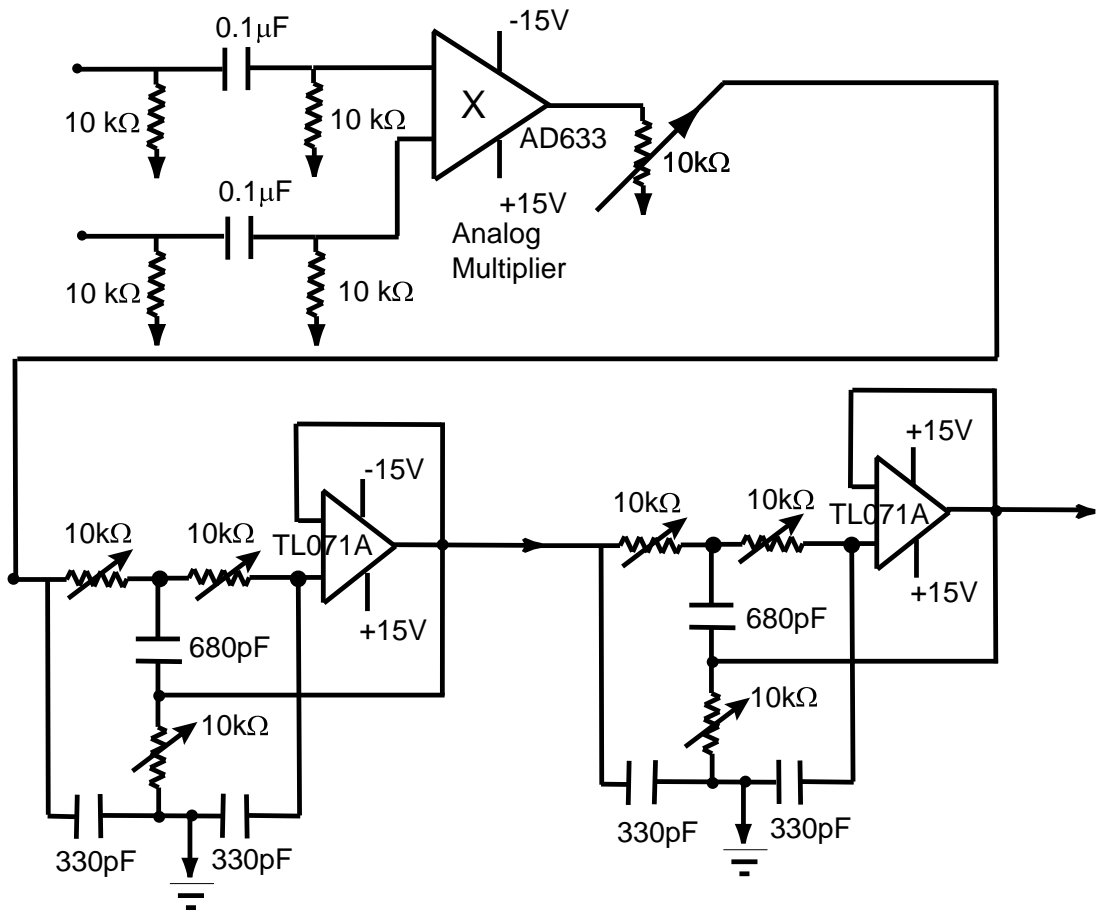 0.1μF
-15V
10 kΩ
10 kΩ
X
AD633
10kΩ
0.1μF
+15V
Analog
Multiplier
10 kΩ
10 kΩ
-15V
10kΩ
10kΩ
TL071A
+15V
680pF
10kΩ
330pF
330pF
+15V
10kΩ
10kΩ
TL071A
+15V
680pF
10kΩ
330pF
330pF